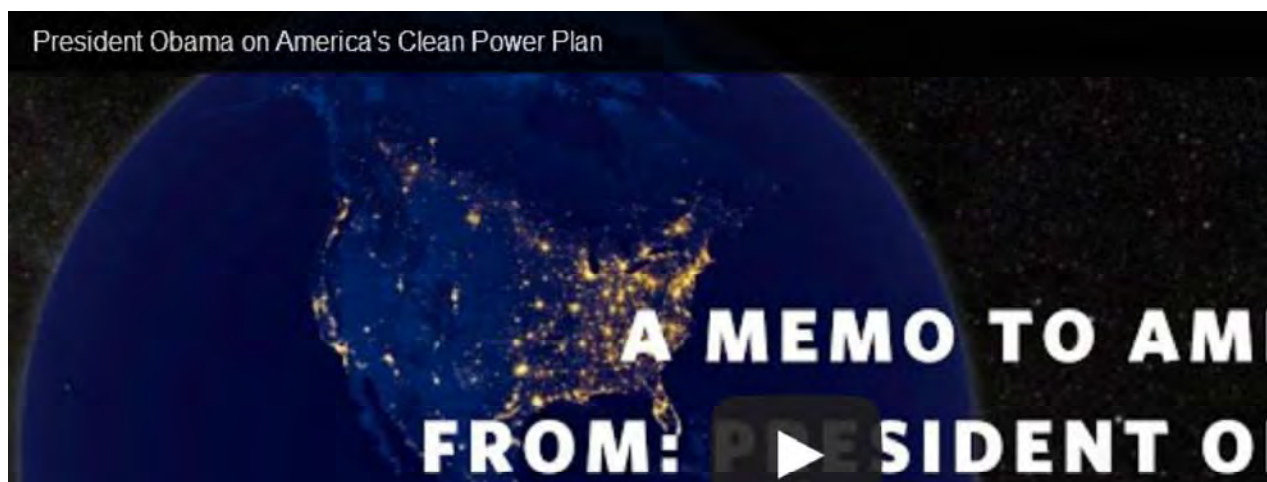 President Obama on America's Clean Power Plan
A MEMO TO AM
FROM: PRESIDENT O